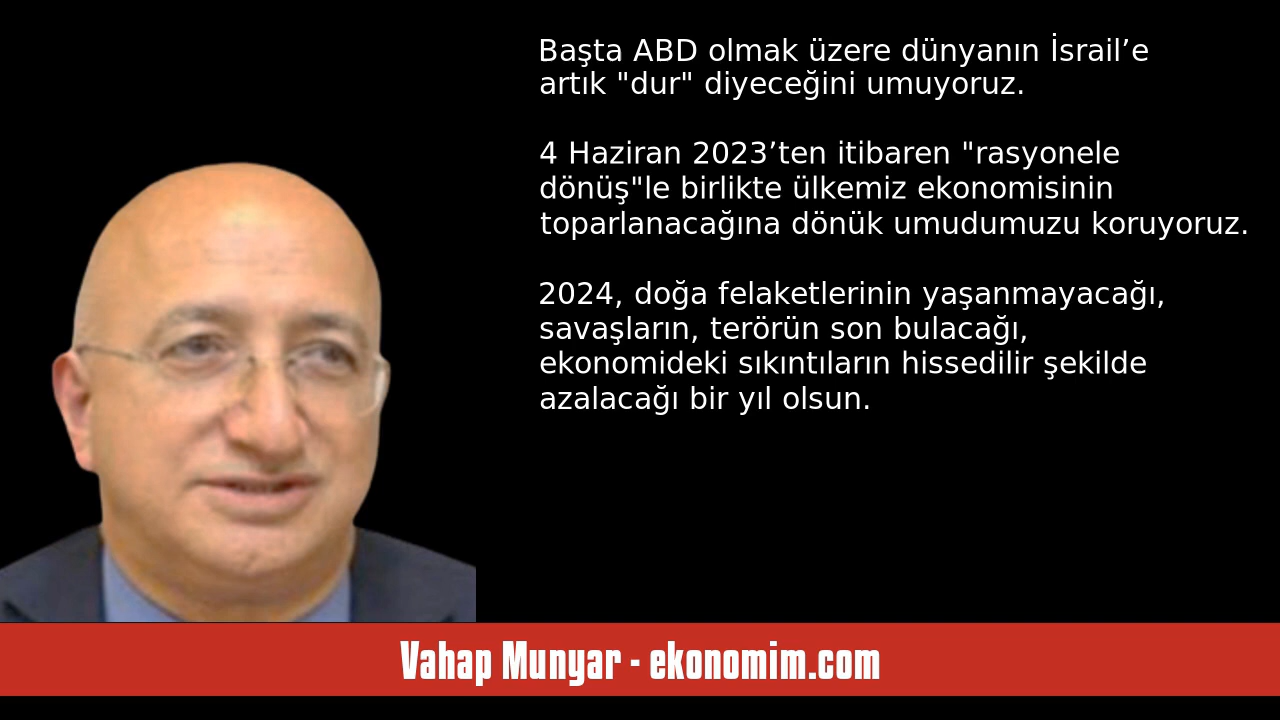 Başta ABD olmak üzere dünyanın İsrail’e
artık "dur" diyeceğini umuyoruz.
4 Haziran 2023’ten itibaren "rasyonele
dönüş"le birlikte ülkemiz ekonomisinin
toparlanacağına dönük umudumuzu koruyoruz.
2024, doğa felaketlerinin yaşanmayacağı,
savaşların, terörün son bulacağı,
ekonomideki sıkıntıların hissedilir şekilde
azalacağı bir yıl olsun.
Vahap Munyar - ekonomim.com